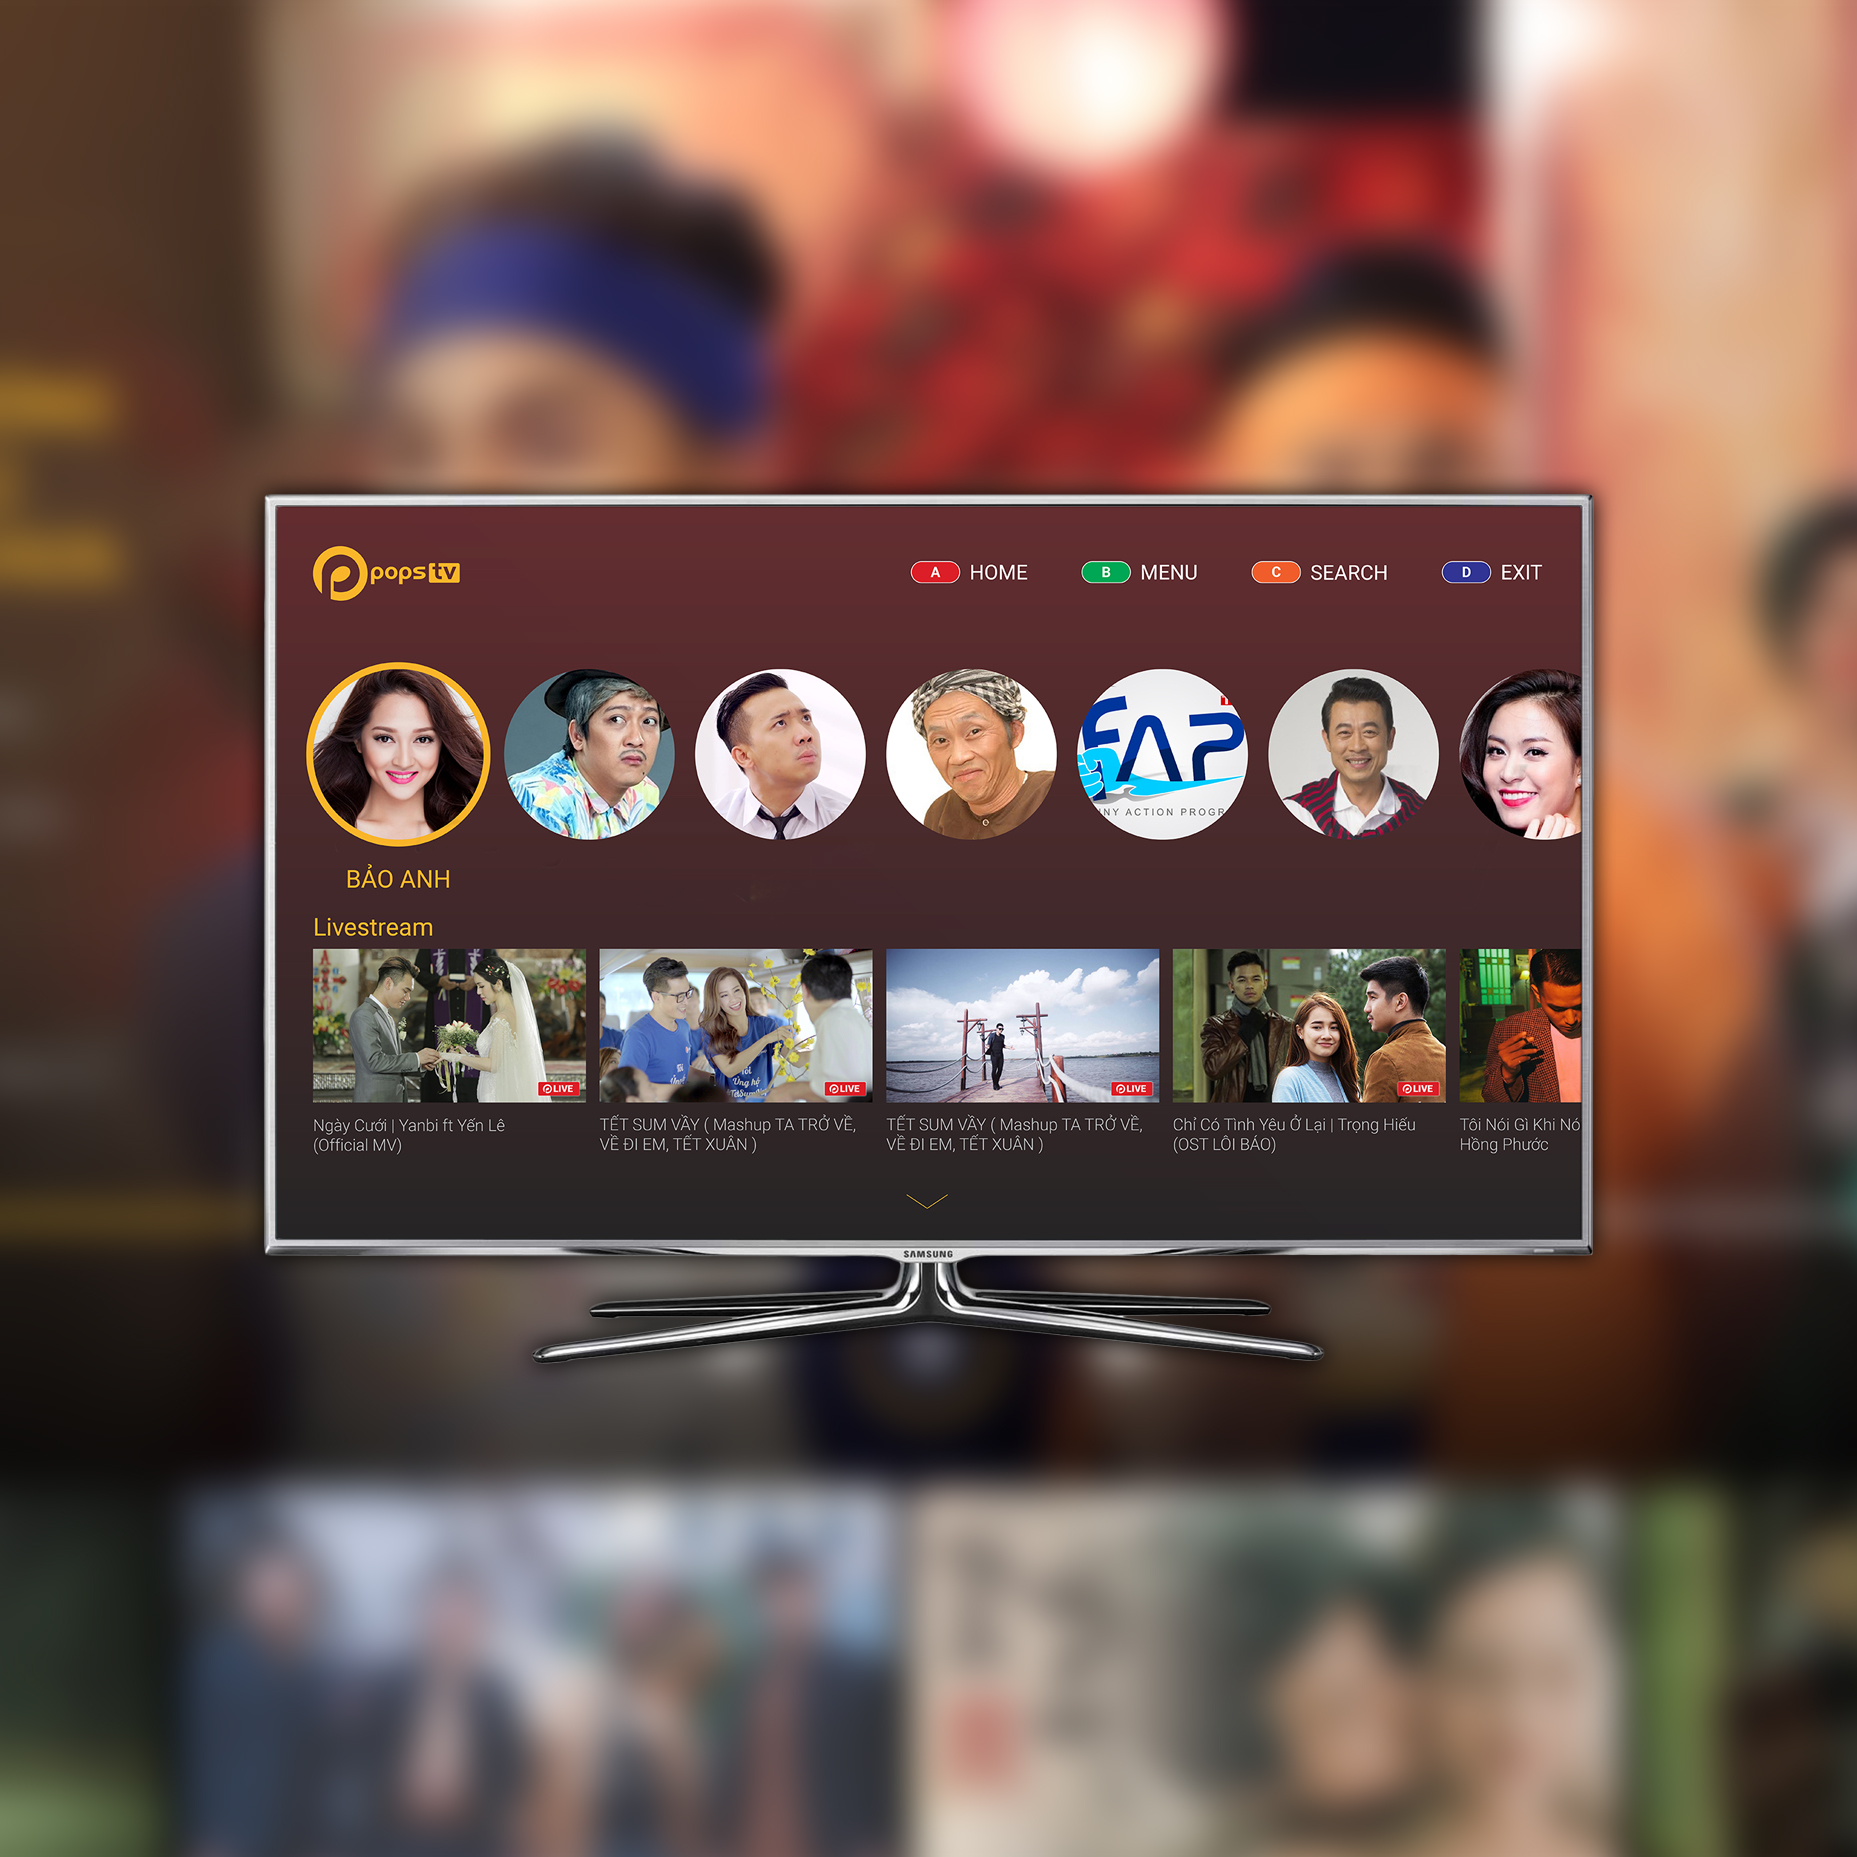 pops tv
A HOME B MENU C SEARCH D EXIT
FAP
NY ACTION PROGR
BẢO ANH
Livestream
LIVE
LIVE
LIVE
LIVE
Ngày Cưới | Yanbi ft Yến Lê
(Official MV)
TẾT SUM VẦY ( Mashup TA TRỞ VỀ,
VỀ ĐI EM, TẾT XUÂN )
TẾT SUM VẦY ( Mashup TA TRỞ VỀ,
VỀ ĐI EM, TẾT XUÂN )
Chỉ Có Tình Yêu Ở Lại | Trọng Hiếu
(OST LÔI BÁO)
Tôi Nói Gì Khi Nó
Hồng Phước
SAMSUNG